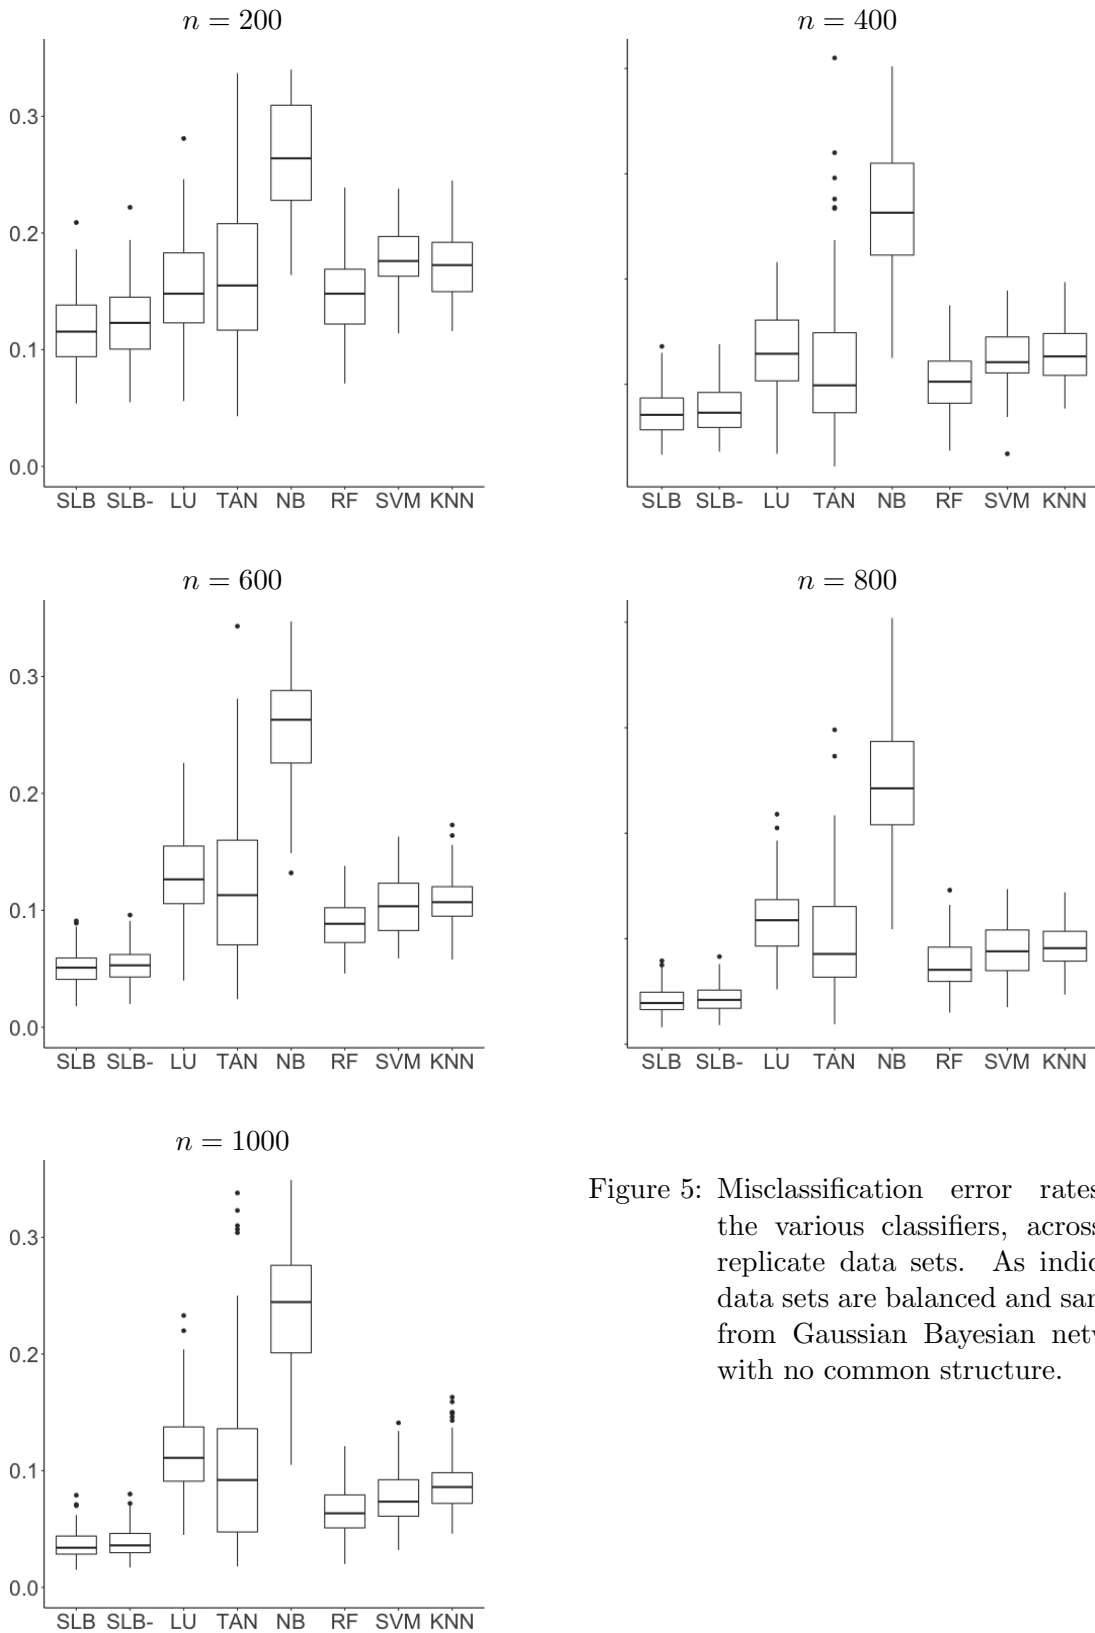 n = 200
n = 400
0.3
0.2
0.1
0.0
SLB SLB- LU TAN NB RF SVM KNN
SLB SLB- LU TAN NB RF SVM KNN
n = 600
n = 800
0.3
0.2
0.1
0.0
SLB SLB- LU TAN NB RF SVM KNN
SLB SLB- LU TAN NB RF SVM KNN
n = 1000
0.3
0.2
0.1
0.0
SLB SLB- LU TAN NB RF SVM KNN
Figure 5: Misclassification error rates
the various classifiers, across
replicate data sets. As indic
data sets are balanced and sa
from Gaussian Bayesian net
with no common structure.